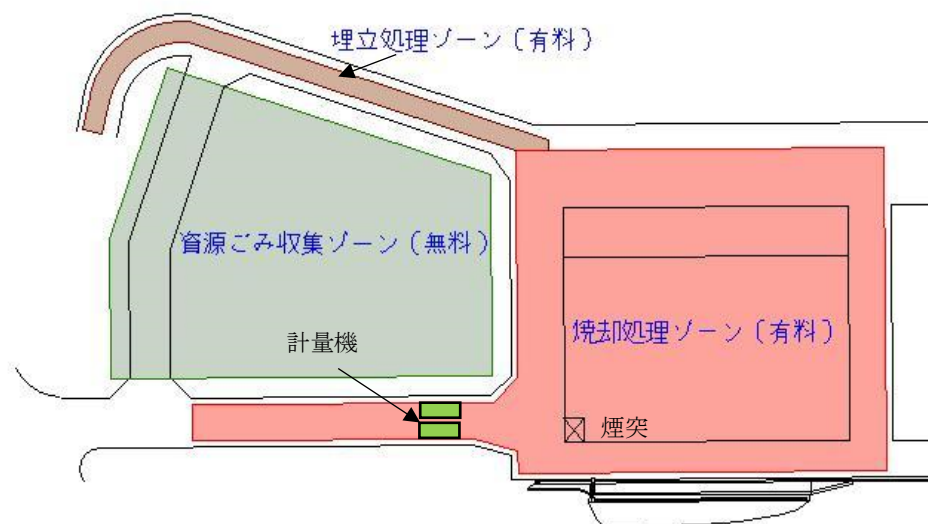 埋立処理ゾーン（有料）
資源ごみ収集ゾーン（無料）
計量機
焼却処理ゾーン（有料）
煙突